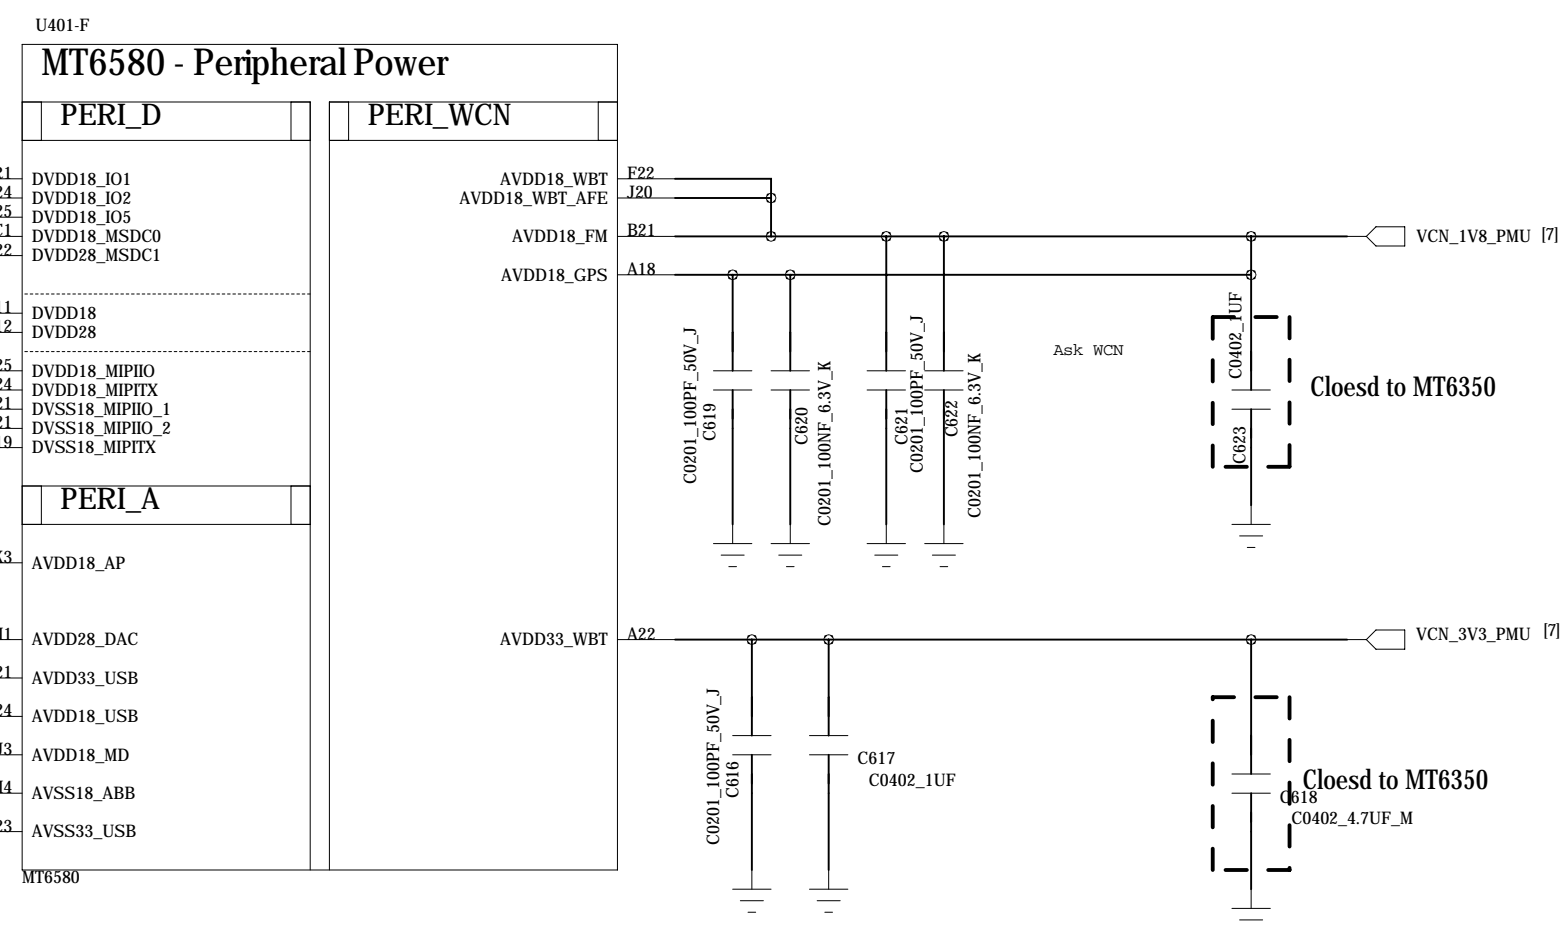 U401-F
MT6580 - Peripheral Power
PERI_D
PERI_WCN
DVDD18_IO1
DVDD18_IO2
DVDD18_IO5
DVDD18_MSDC0
DVDD28_MSDC1
DVDD18
DVDD28
DVDD18_MIPIIO
DVDD18_MIPITX
DVSS18_MIPIIO_1
DVSS18_MIPIIO_2
DVSS18_MIPITX
PERI_A
AVDD18_AP
AVDD28_DAC
AVDD33_USB
AVDD18_USB
AVDD18_MD
AVSS18_ABB
AVSS33_USB
MT6580
AVDD18_WBT F22
AVDD18_WBT_AFE J20
AVDD18_FM B21
AVDD18_GPS A18
AVDD33_WBT A22
VCN_1V8_PMU [7]
C0201_100PF_50V_J
C619
C620
C0201_100NF_6.3V_K
C621
C0201_100PF_50V_J
C622
C0201_100NF_6.3V_K
Ask WCN
C0402_1UF
C623
Cloesd to MT6350
VCN_3V3_PMU [7]
C0201_100PF_50V_J
C616
C617
C0402_1UF
Cloesd to MT6350
C618
C0402_4.7UF_M